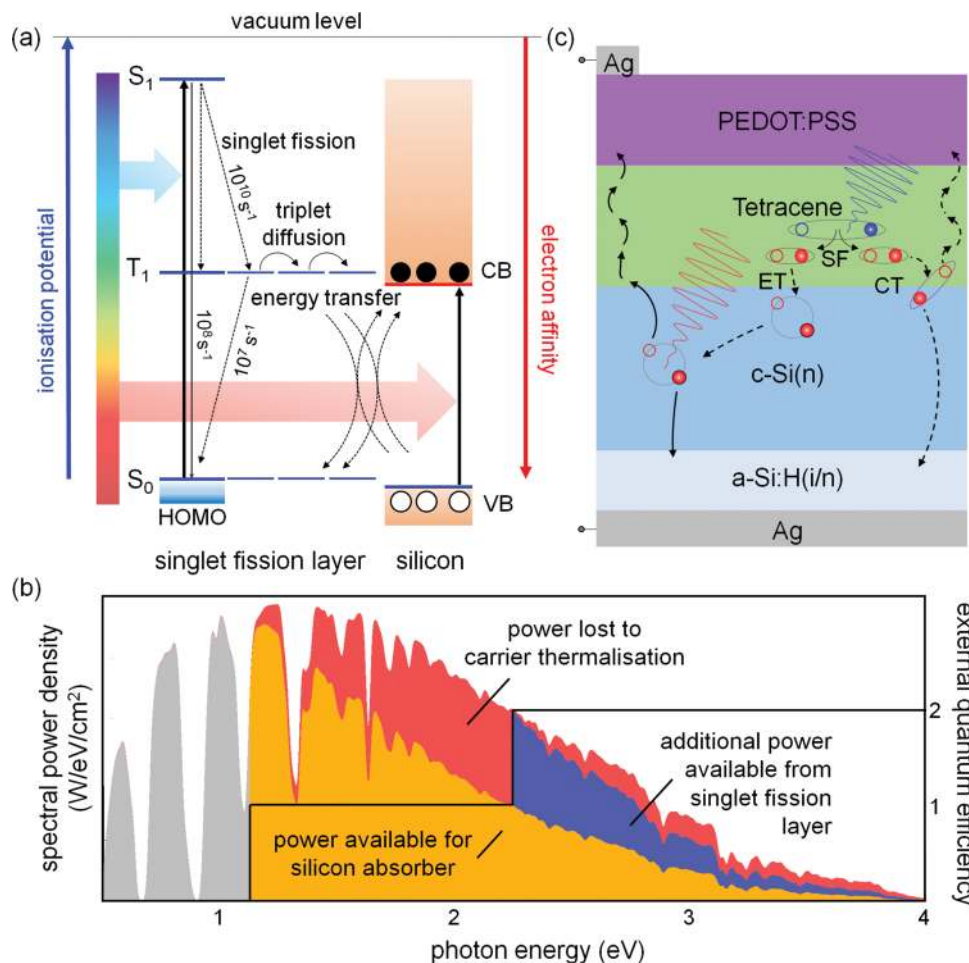 (a)
vacuum level
ionisation potential
S1
T1
S0
HOMO
singlet fission
10^10 s^-1
triplet
diffusion
energy transfer
10^8 s^-1
10^7 s^-1
CB
VB
electron affinity
singlet fission layer
silicon
(c)
Ag
PEDOT:PSS
Tetracene
SF
ET
CT
c-Si(n)
a-Si:H(i/n)
Ag
(b)
spectral power density
(W/eV/cm²)
power lost to
carrier thermalisation
additional power
available from
singlet fission
layer
power available for
silicon absorber
2
1
external quantum efficiency
1
2
3
4
photon energy (eV)